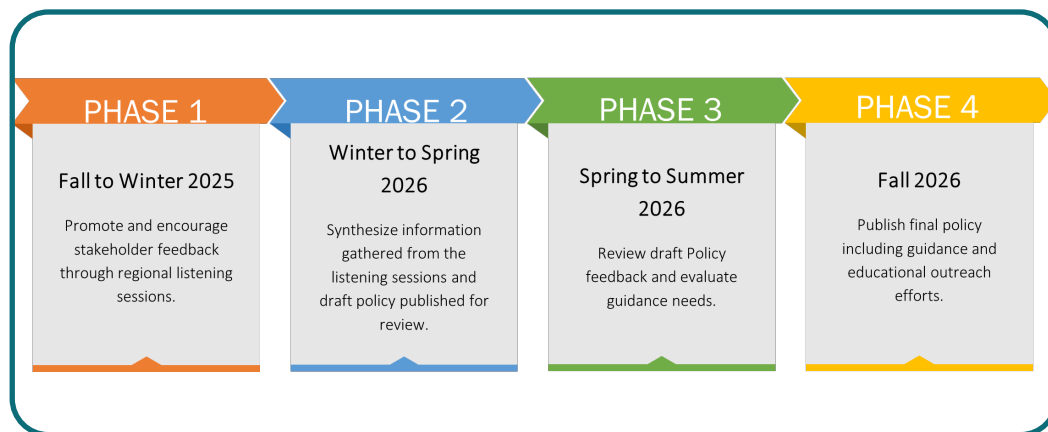 PHASE 1
Fall to Winter 2025
Promote and encourage
stakeholder feedback
through regional listening
sessions.
PHASE 2
Winter to Spring
2026
Synthesize information
gathered from the
listening sessions and
draft policy published for
review.
PHASE 3
Spring to Summer
2026
Review draft Policy
feedback and evaluate
guidance needs.
PHASE 4
Fall 2026
Publish final policy
including guidance and
educational outreach
efforts.